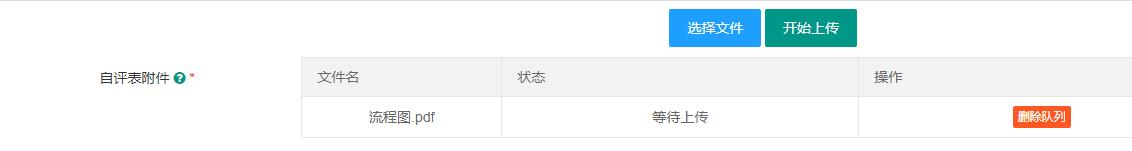 选择文件 开始上传
自评表附件 ? *
文件名 状态 操作
流程图.pdf 等待上传 删除队列